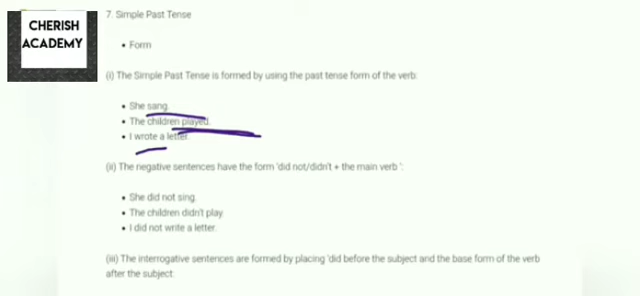 CHERISH
ACADEMY
7. Simple Past Tense
• Form
(i) The Simple Past Tense is formed by using the past tense form of the verb:
• She sang.
• The children played.
• I wrote a letter.
(ii) The negative sentences have the form 'did not/didn't + the main verb ':
• She did not sing.
• The children didn't play
• I did not write a letter.
(iii) The interrogative sentences are formed by placing 'did before the subject and the base form of the verb
after the subject